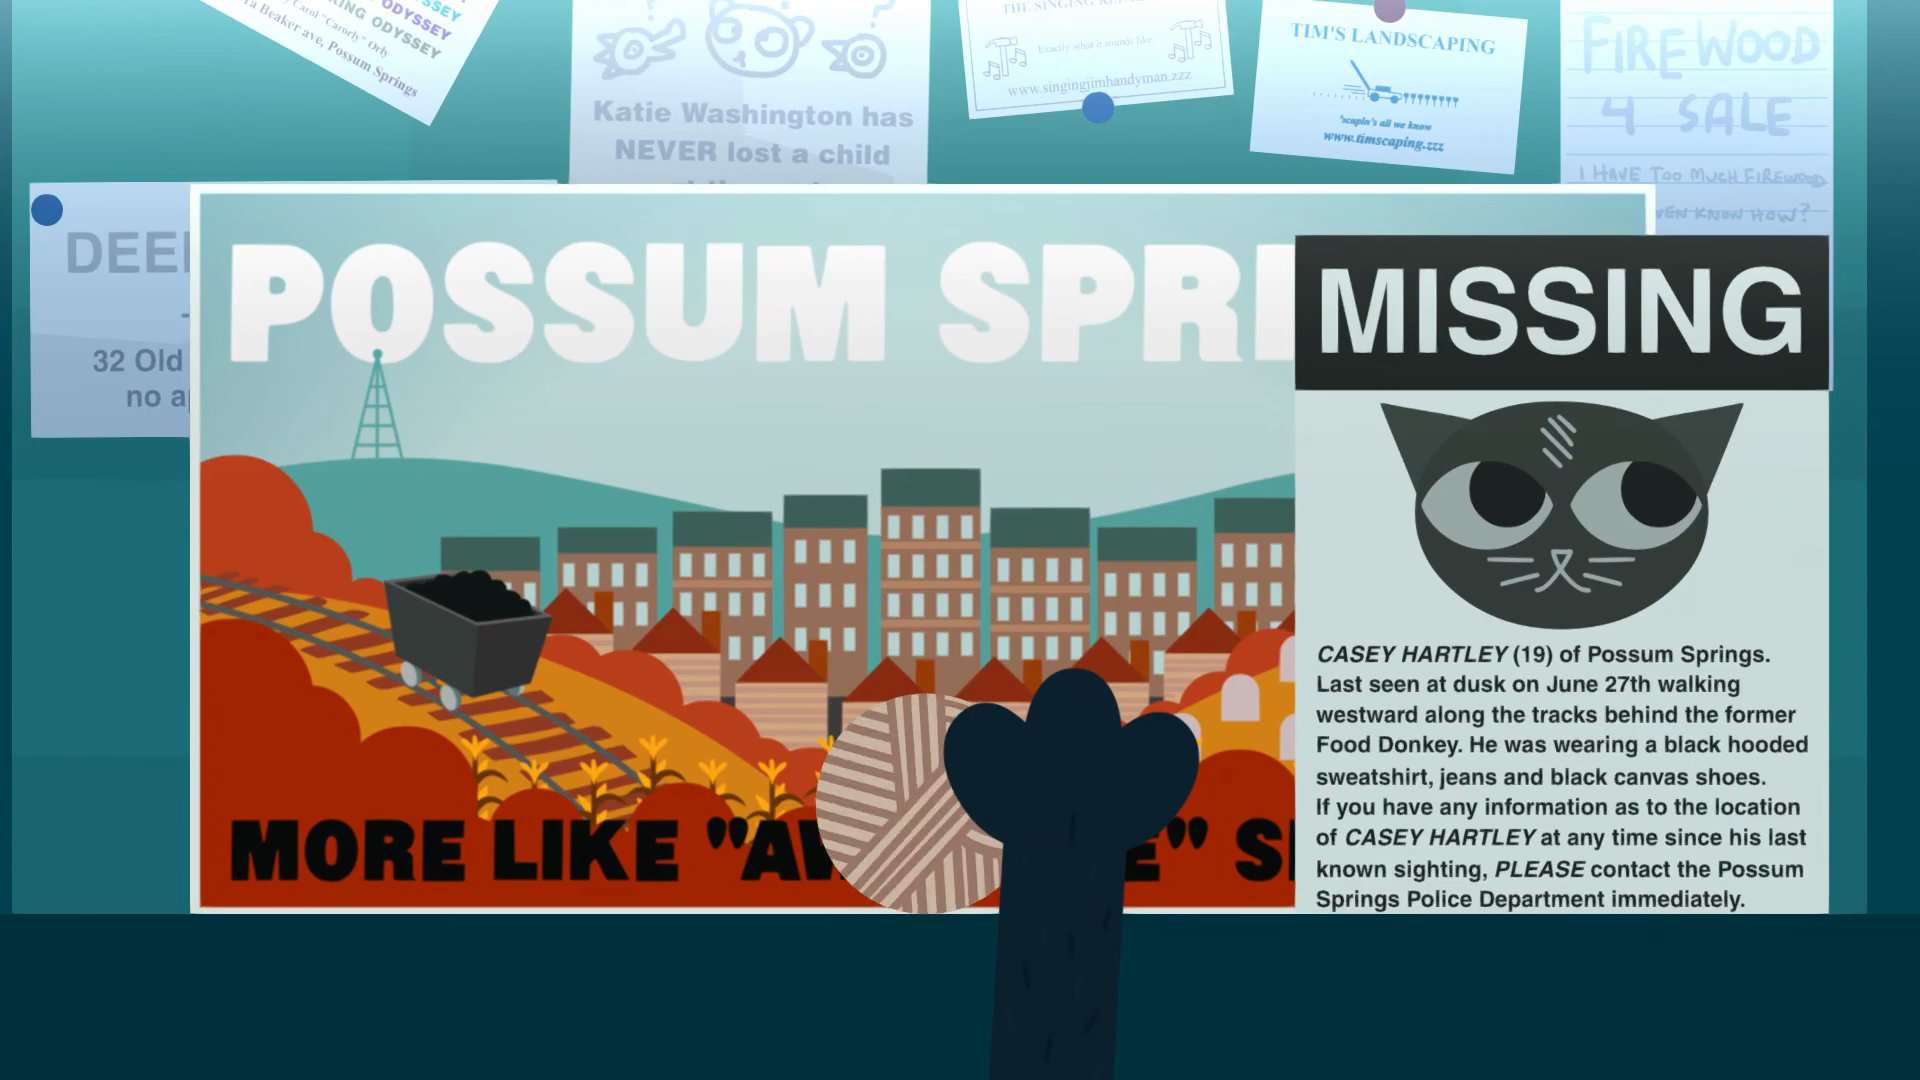 ODYSSEY
ODYSSEY
KING ODYSSEY
Carol "Carorly" Orly
Beaker ave, Possum Springs
Katie Washington has
NEVER lost a child
THE SINGING
Exactly what it sounds like.
www.singingjimhandyman.zzz
TIM'S LANDSCAPING
'scapin's all we know
www.timscaping.zzz
FIREWOOD
4 SALE
I HAVE TOO MUCH FIREWOOD
KNOW HOW?
32 Old
no
POSSUM SPRI
MORE LIKE
MISSING
CASEY HARTLEY (19) of Possum Springs.
Last seen at dusk on June 27th walking
westward along the tracks behind the former
Food Donkey. He was wearing a black hooded
sweatshirt, jeans and black canvas shoes.
If you have any information as to the location
of CASEY HARTLEY at any time since his last
known sighting, PLEASE contact the Possum
Springs Police Department immediately.